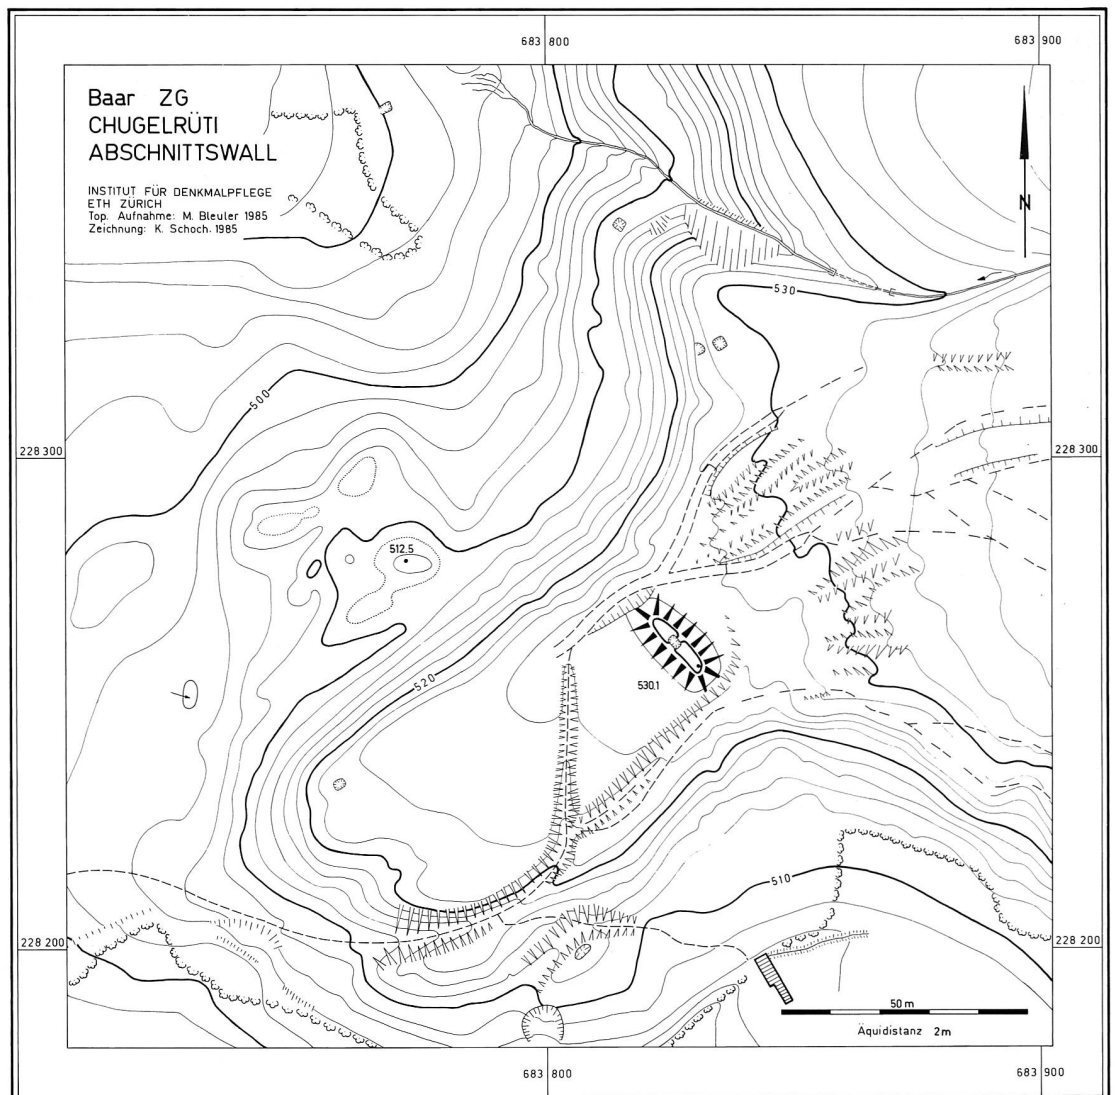 683 800
683 900
Baar ZG
CHUGELRÜTI
ABSCHNITTSWALL
INSTITUT FÜR DENKMALPFLEGE
ETH ZÜRICH
Top. Aufnahme: M. Bleuler 1985
Zeichnung: K. Schoch. 1985
N
530
500
228 300
228 300
512.5
520
530.1
510
228 200
228 200
50 m
Äquidistanz 2m
683 800
683 900